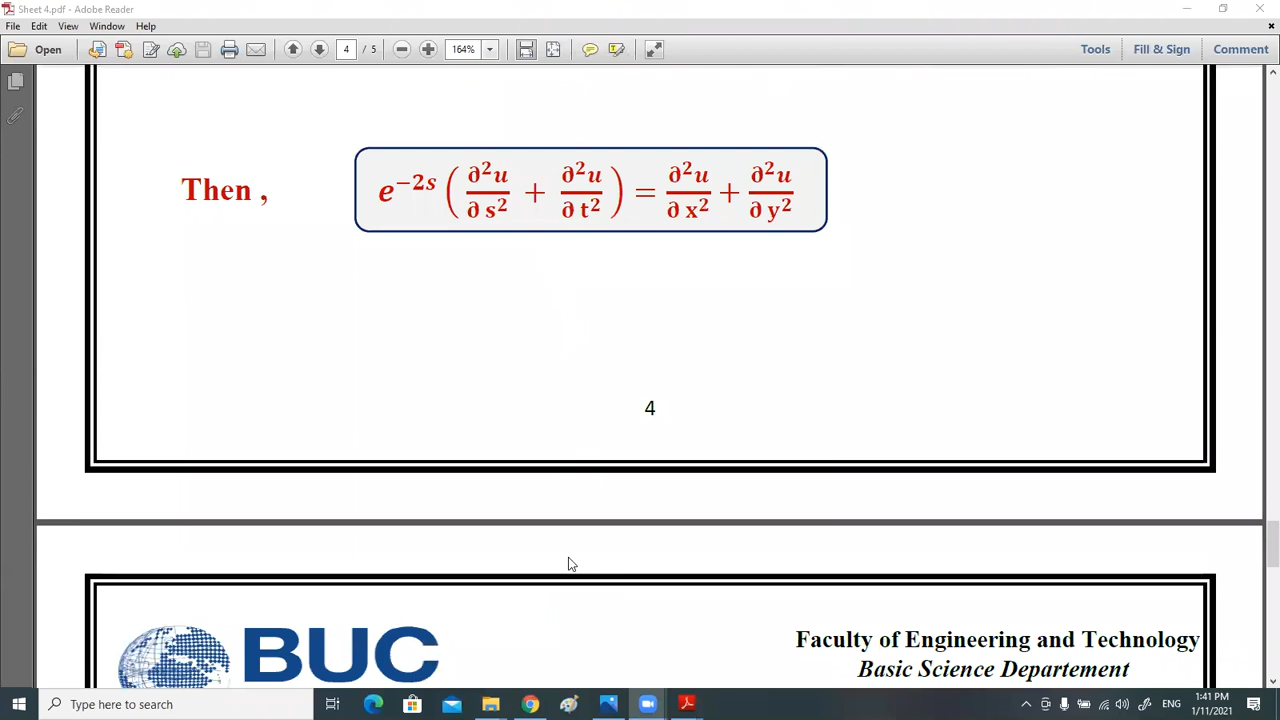 Sheet 4.pdf - Adobe Reader
File Edit View Window Help
Open 4 / 5 164% Tools Fill & Sign Comment
Then , e^{−2s} ( ∂²u/∂ s² + ∂²u/∂ t² ) = ∂²u/∂ x² + ∂²u/∂ y²
4
BUC
Faculty of Engineering and Technology
Basic Science Departement
Type here to search
ENG
1:41 PM
1/11/2021